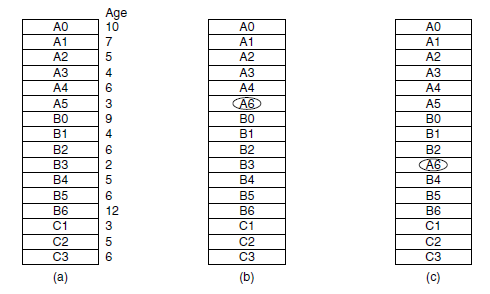 Age
A0 10 A0 A0
A1 7 A1 A1
A2 5 A2 A2
A3 4 A3 A3
A4 6 A4 A4
A5 3 A6 A5
B0 9 B0 B0
B1 4 B1 B1
B2 6 B2 B2
B3 2 B3 A6
B4 5 B4 B4
B5 6 B5 B5
B6 12 B6 B6
C1 3 C1 C1
C2 5 C2 C2
C3 6 C3 C3
(a) (b) (c)